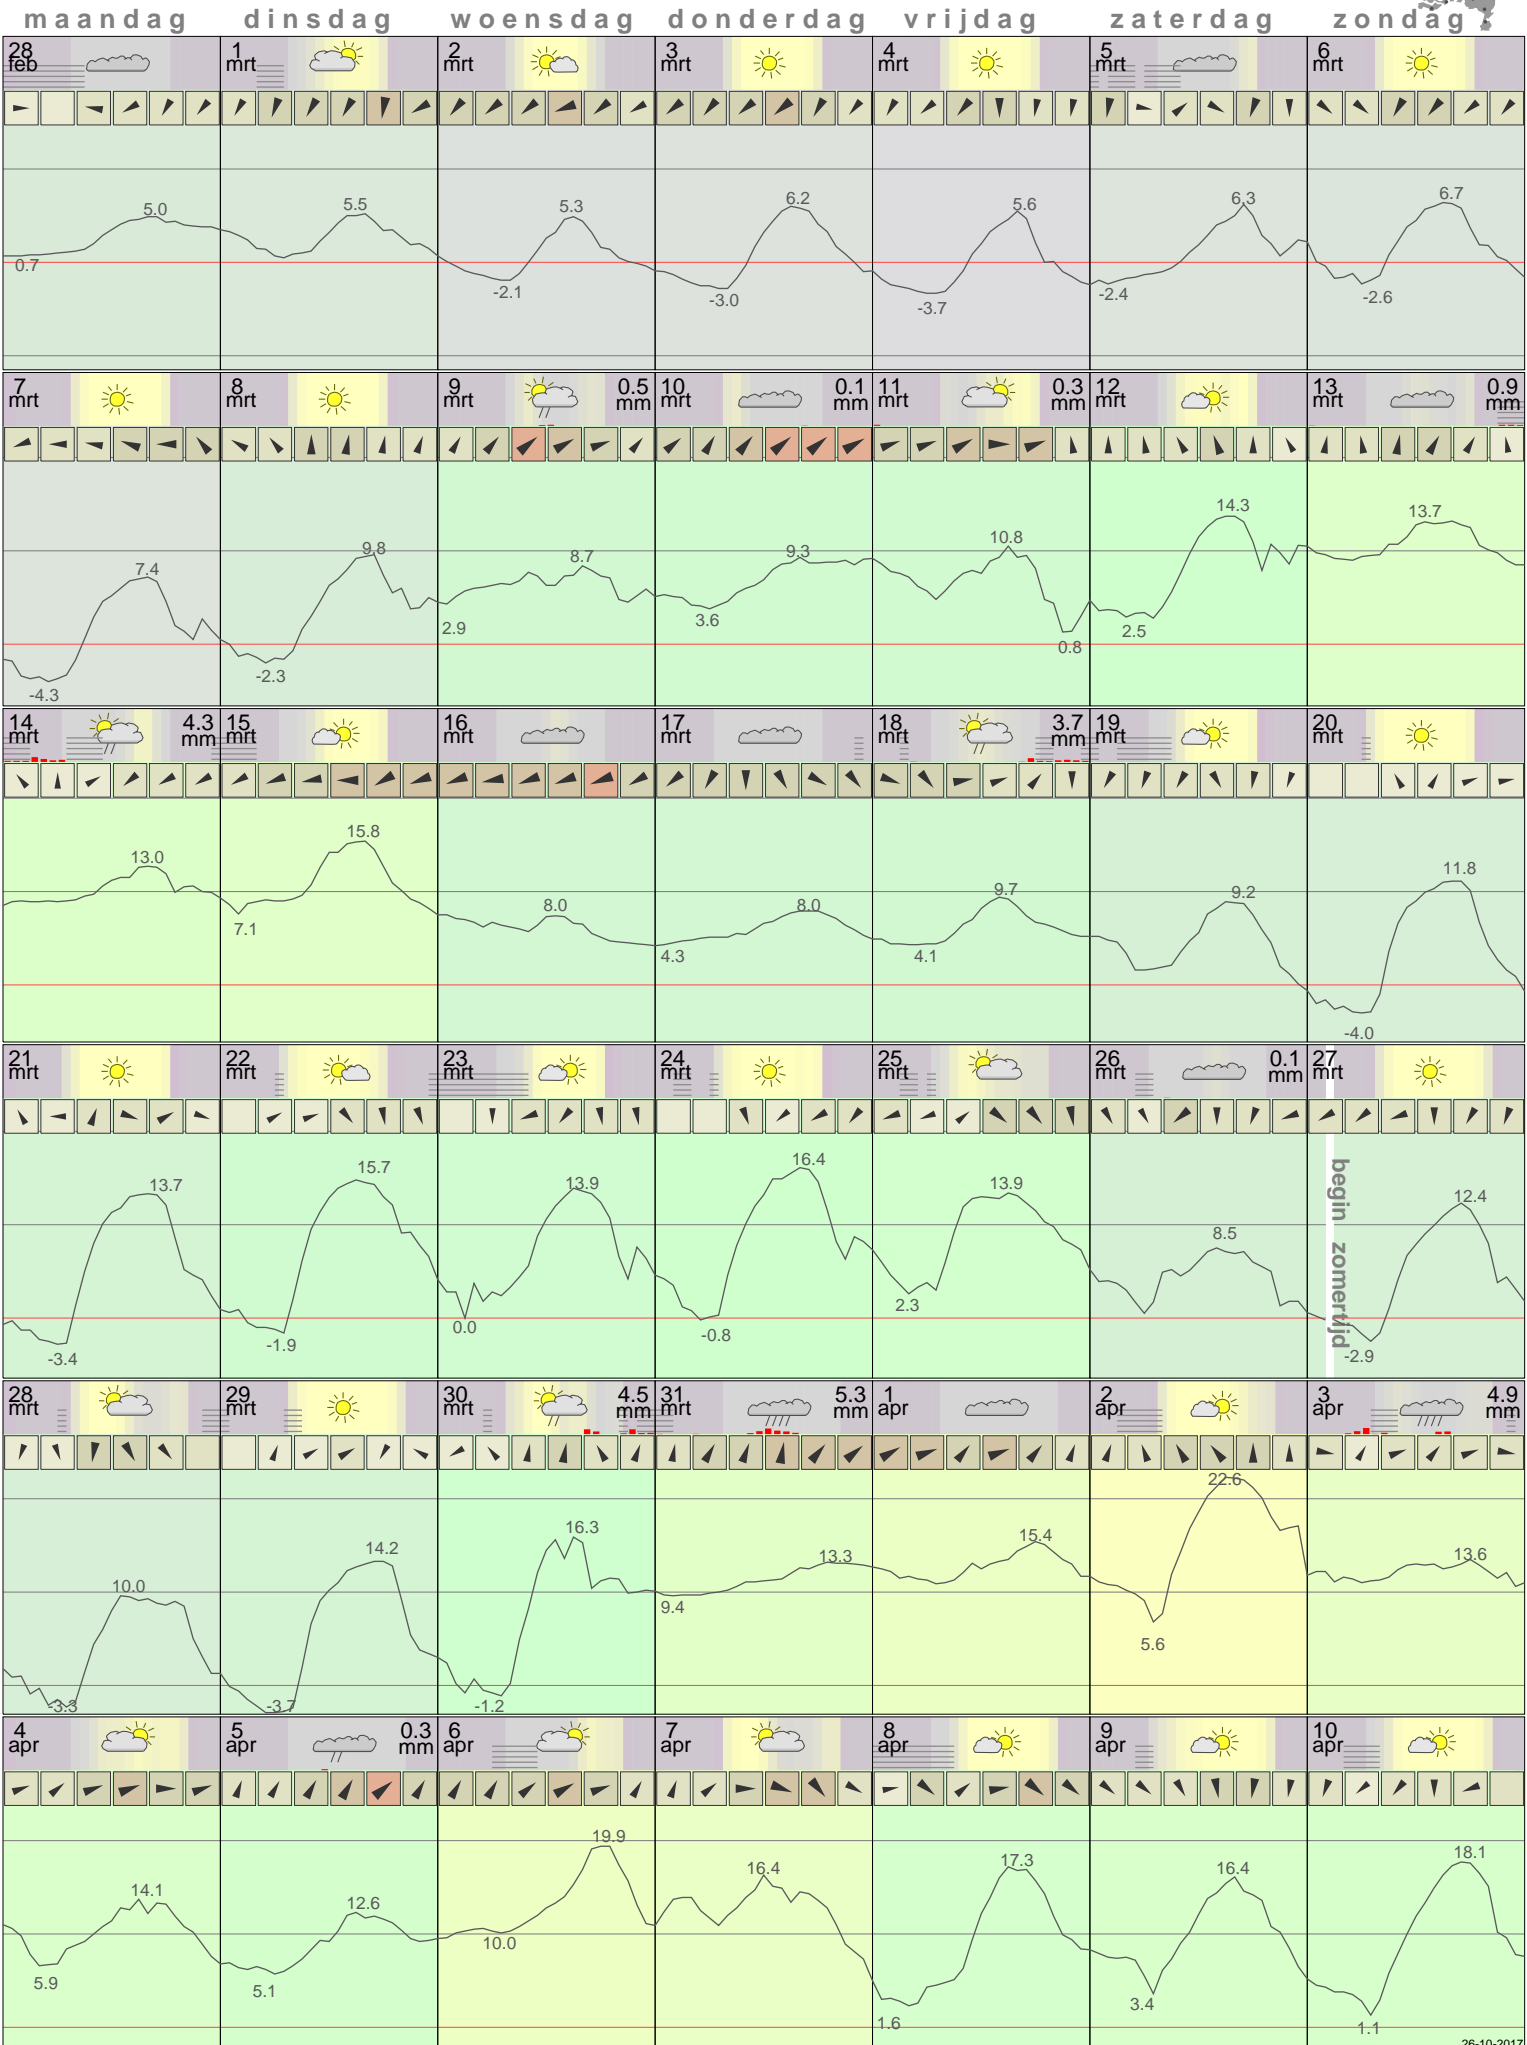 maandag dinsdag woensdag donderdag vrijdag zaterdag zondag
28 feb 1 mrt 2 mrt 3 mrt 4 mrt 5 mrt 6 mrt
5.0 5.5 5.3 6.2 5.6 6.3 6.7
0.7 -2.1 -3.0 -3.7 -2.4 -2.6
7 mrt 8 mrt 9 mrt 0.5 mm 10 mrt 0.1 mm 11 mrt 0.3 mm 12 mrt 13 mrt 0.9 mm
7.4 9.8 8.7 9.3 10.8 14.3 13.7
-4.3 -2.3 2.9 3.6 0.8 2.5
14 mrt 4.3 mm 15 mrt 16 mrt 17 mrt 18 mrt 3.7 mm 19 mrt 20 mrt
13.0 15.8 8.0 8.0 9.7 9.2 11.8
7.1 4.3 4.1 -4.0
21 mrt 22 mrt 23 mrt 24 mrt 25 mrt 26 mrt 0.1 mm 27 mrt
13.7 15.7 13.9 16.4 13.9 8.5 12.4
begin zomertijd
-3.4 -1.9 0.0 -0.8 2.3 -2.9
28 mrt 29 mrt 30 mrt 4.5 mm 31 mrt 5.3 mm 1 apr 2 apr 3 apr 4.9 mm
10.0 14.2 16.3 13.3 15.4 22.6 13.6
-3.3 -3.7 -1.2 9.4 5.6
4 apr 5 apr 0.3 mm 6 apr 7 apr 8 apr 9 apr 10 apr
14.1 12.6 19.9 16.4 17.3 16.4 18.1
5.9 5.1 10.0 1.6 3.4 1.1
26-10-2017